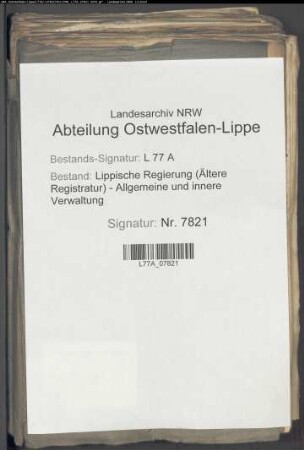 Landesarchiv NRW
Abteilung Ostwestfalen-Lippe
Bestands-Signatur: L 77 A
Bestand: Lippische Regierung (Ältere
Registratur) - Allgemeine und innere
Verwaltung
Signatur: Nr. 7821
L77A_07821